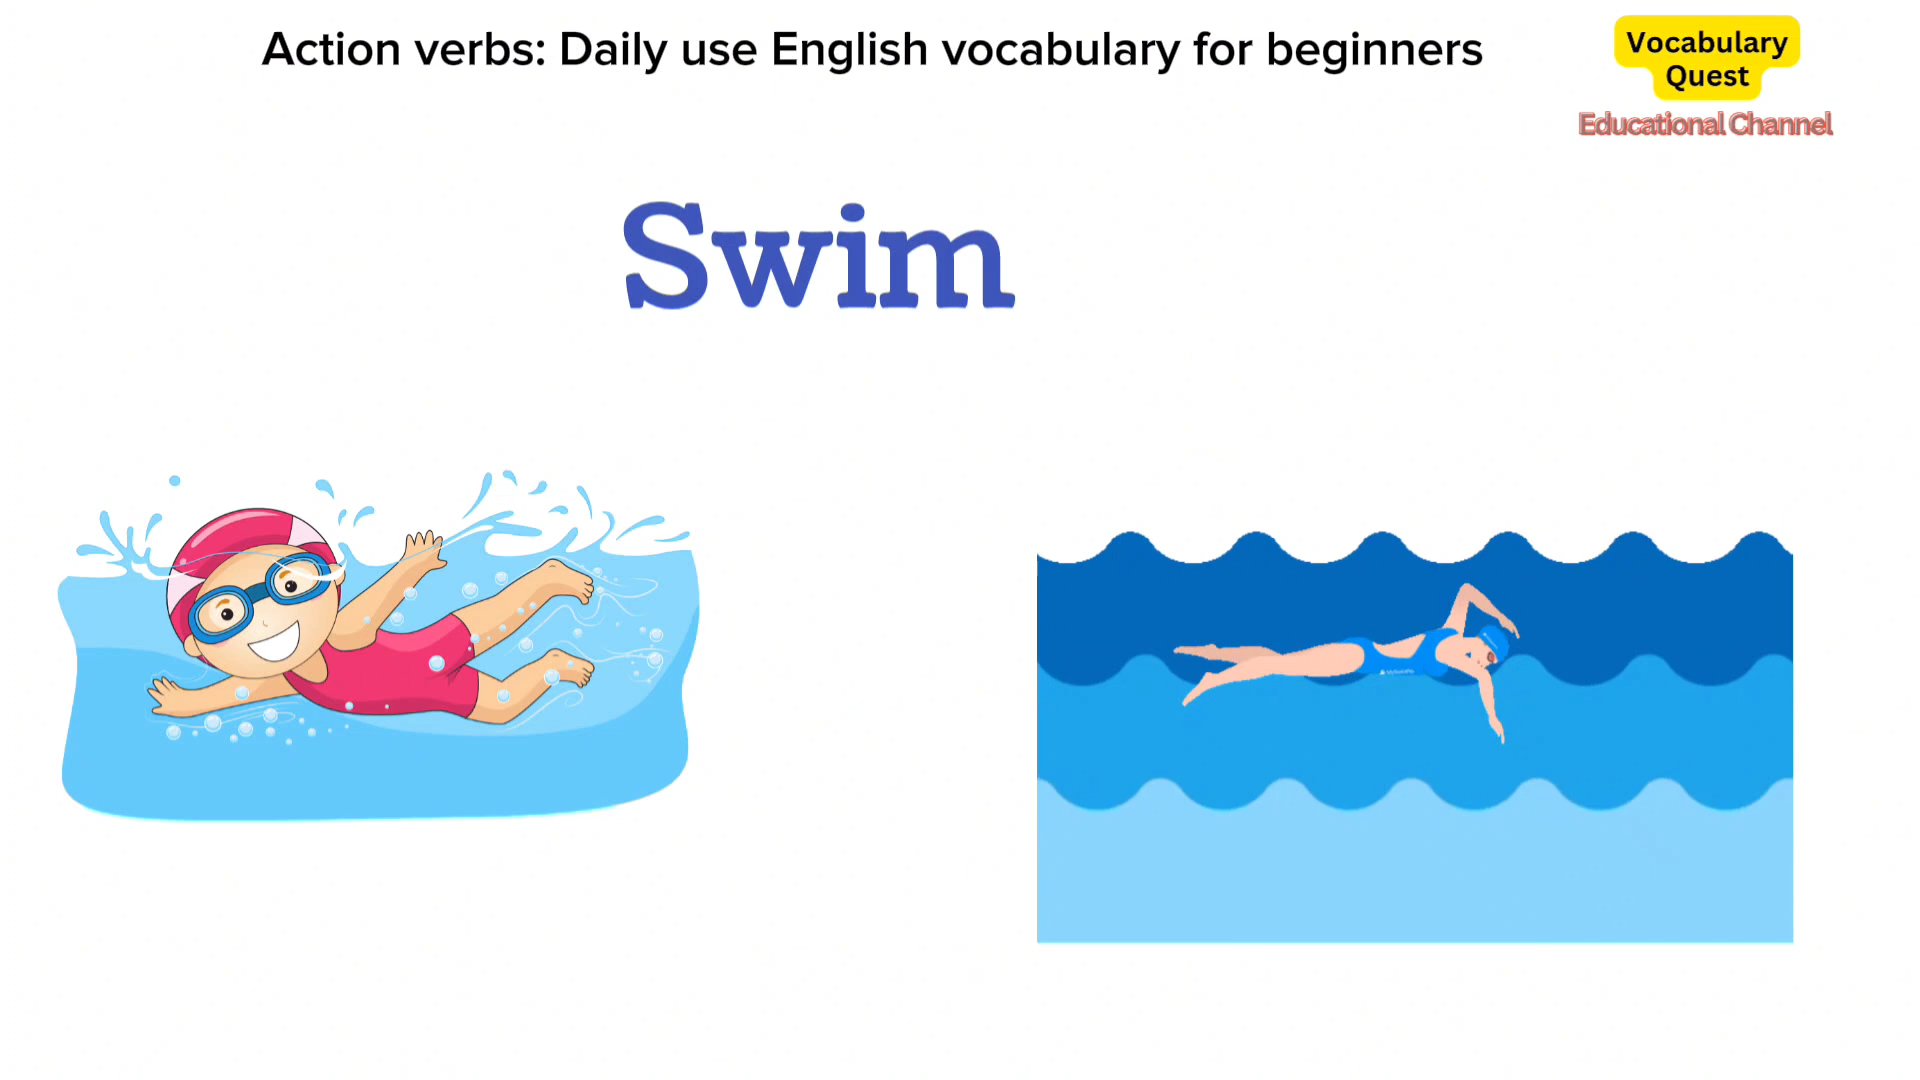 Action verbs: Daily use English vocabulary for beginners
Vocabulary
Quest
Educational Channel
Swim